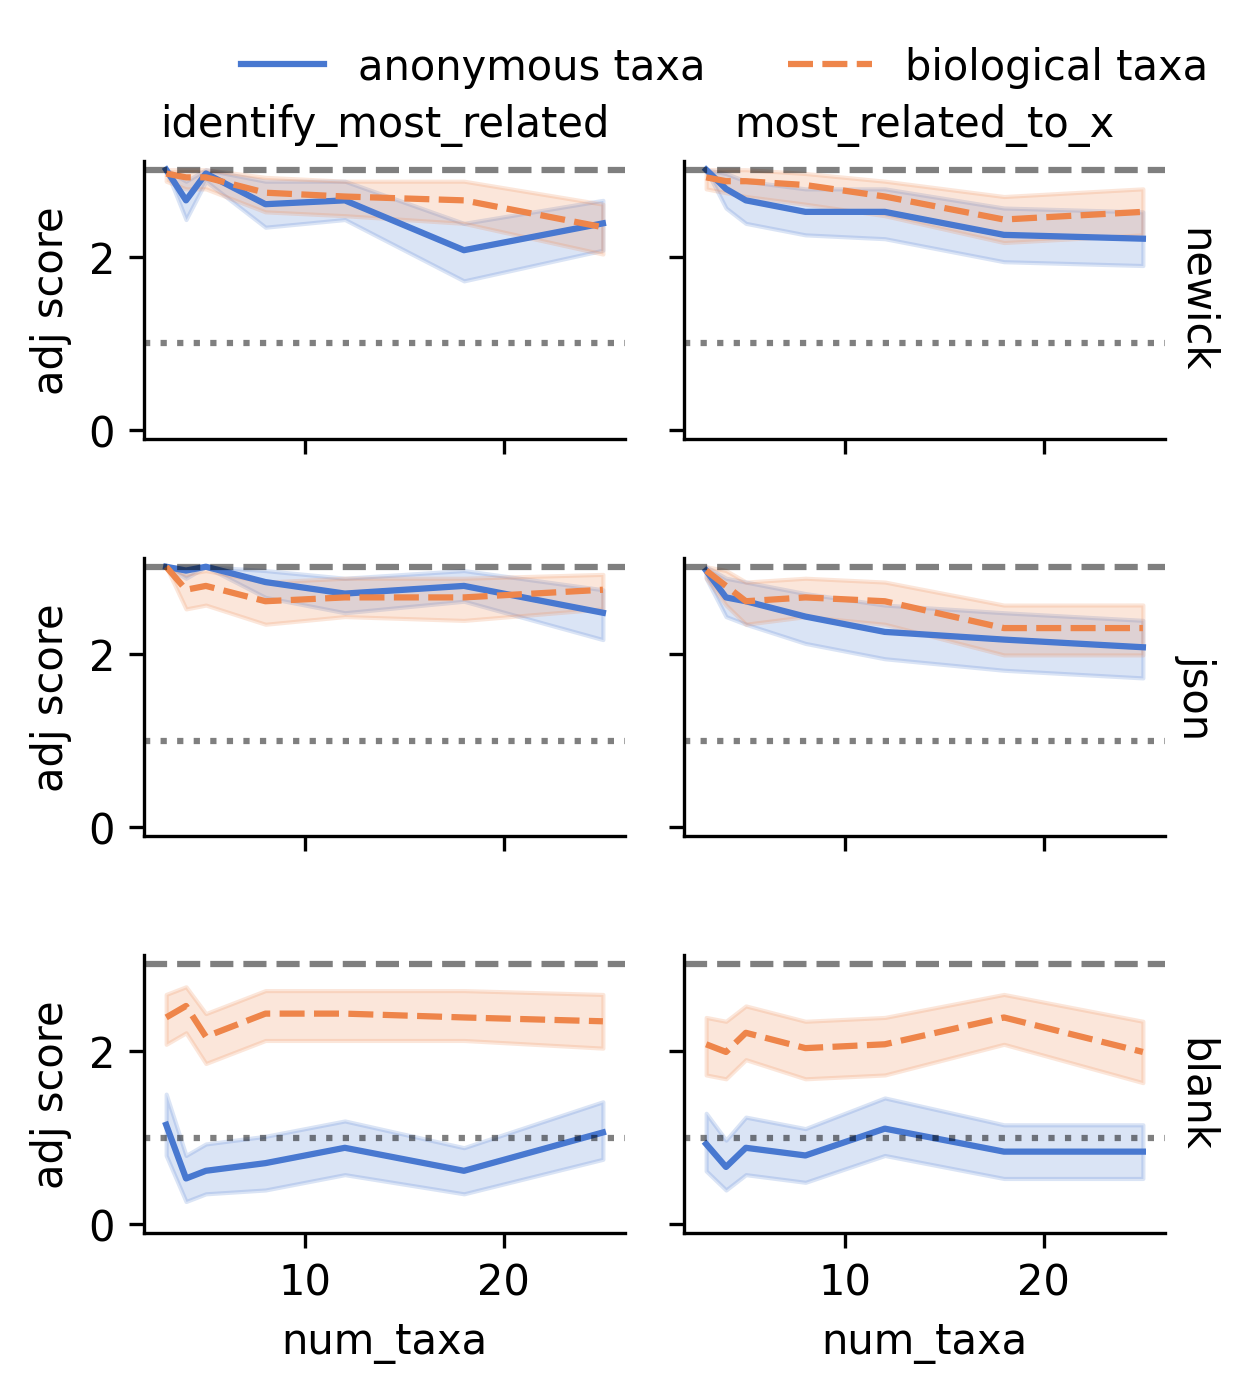 anonymous taxa biological taxa
identify_most_related most_related_to_x
adj score
2
0
newick
adj score
2
0
json
adj score
2
0
blank
10 20 10 20
num_taxa num_taxa